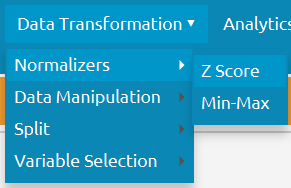 Data Transformation Analytics
Normalizers
Z Score
Data Manipulation
Min-Max
Split
Variable Selection